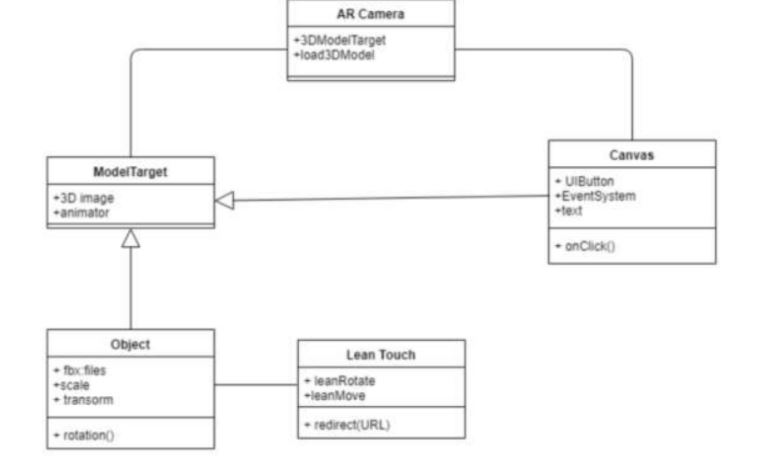 AR Camera
+3DModelTarget
+load3DModel
ModelTarget
+3D image
+animator
Canvas
+ UIButton
+EventSystem
+text
+ onClick()
Object
+ fbx:files
+scale
+ transorm
+ rotation()
Lean Touch
+ leanRotate
+leanMove
+ redirect(URL)